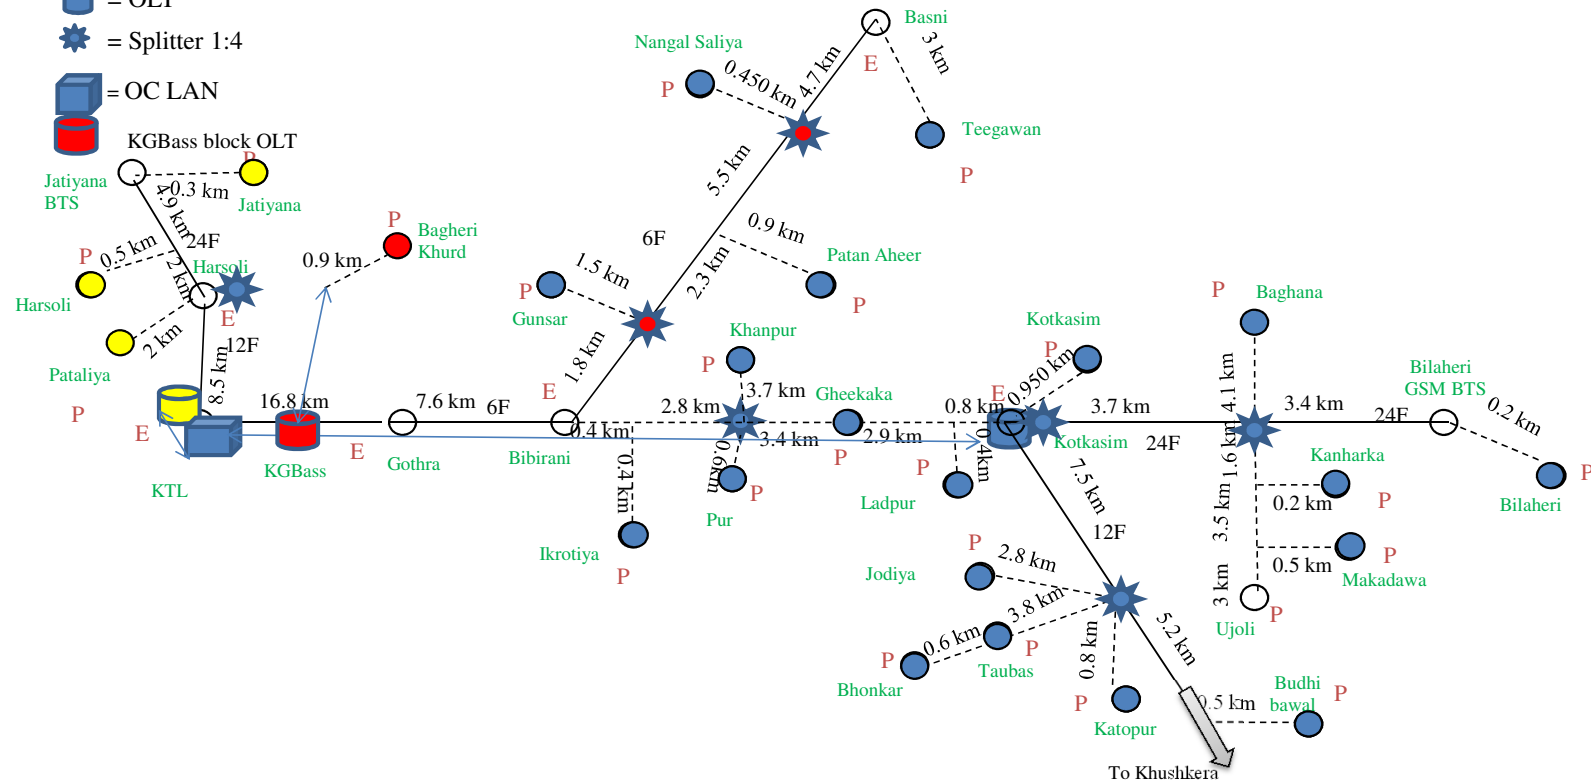 = OLT
= Splitter 1:4
= OC LAN
KGBass block OLT
Jatiyana
BTS
P
0.3 km
Jatiyana
4.9 km
24F
P
0.5 km
2 km
Harsoli
Harsoli
E
2 km
12F
Pataliya
P
8.5 km
E
KTL
16.8 km
KGBass
E
0.9 km
P
Bagheri
Khurd
7.6 km
6F
Gothra
E
Bibirani
1.8 km
P
Gunsar
1.5 km
6F
2.3 km
5.5 km
0.9 km
Patan Aheer
P
Nangal Saliya
P
0.450 km
4.7 km
Basni
E
3 km
Teegawan
P
0.4 km
2.8 km
0.4 km
Ikrotiya
P
Khanpur
P
3.7 km
0.6km
P
Pur
3.4 km
Gheekaka
P
2.9 km
0.8 km
0.4km
P
Ladpur
E
Kotkasim
P
0.950 km
Kotkasim
3.7 km
24F
P
Baghana
4.1 km
1.6 km
3.5 km
3 km
Kanharka
0.2 km
P
0.5 km
P
Makadawa
P
Ujoli
3.4 km
24F
Bilaheri
GSM BTS
0.2 km
P
Bilaheri
7.5 km
12F
P
Jodiya
2.8 km
3.8 km
0.6 km
P
Bhonkar
P
Taubas
0.8 km
P
Katopur
5.2 km
0.5 km
Budhi
bawal
P
To Khushkera